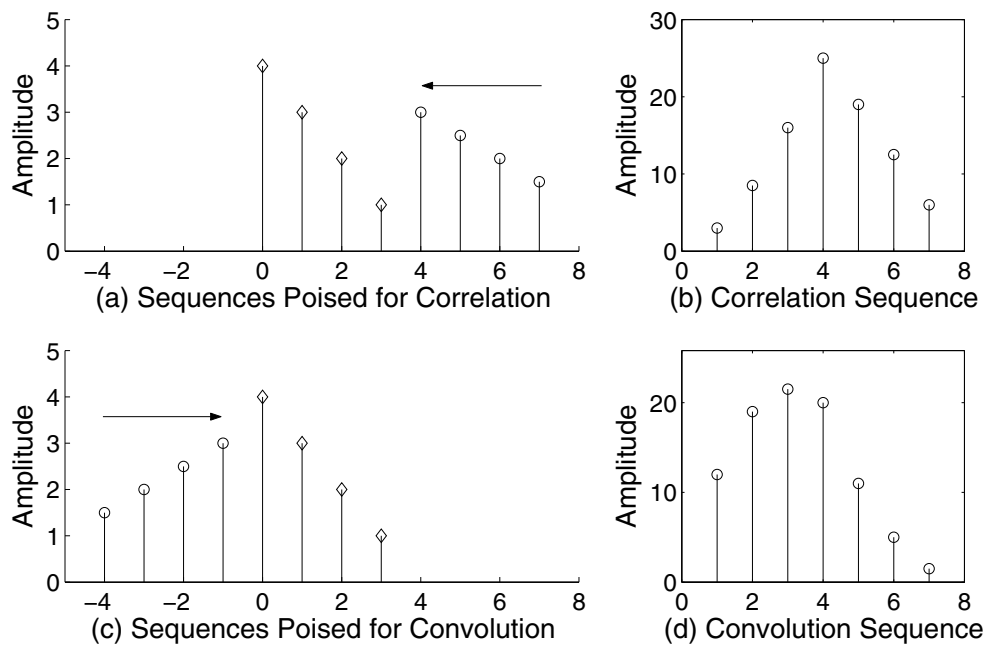 5
4
3
2
1
0
Amplitude
−4 −2 0 2 4 6 8
(a) Sequences Poised for Correlation
30
20
10
0
Amplitude
0 2 4 6 8
(b) Correlation Sequence
5
4
3
2
1
0
Amplitude
−4 −2 0 2 4 6 8
(c) Sequences Poised for Convolution
20
10
0
Amplitude
0 2 4 6 8
(d) Convolution Sequence